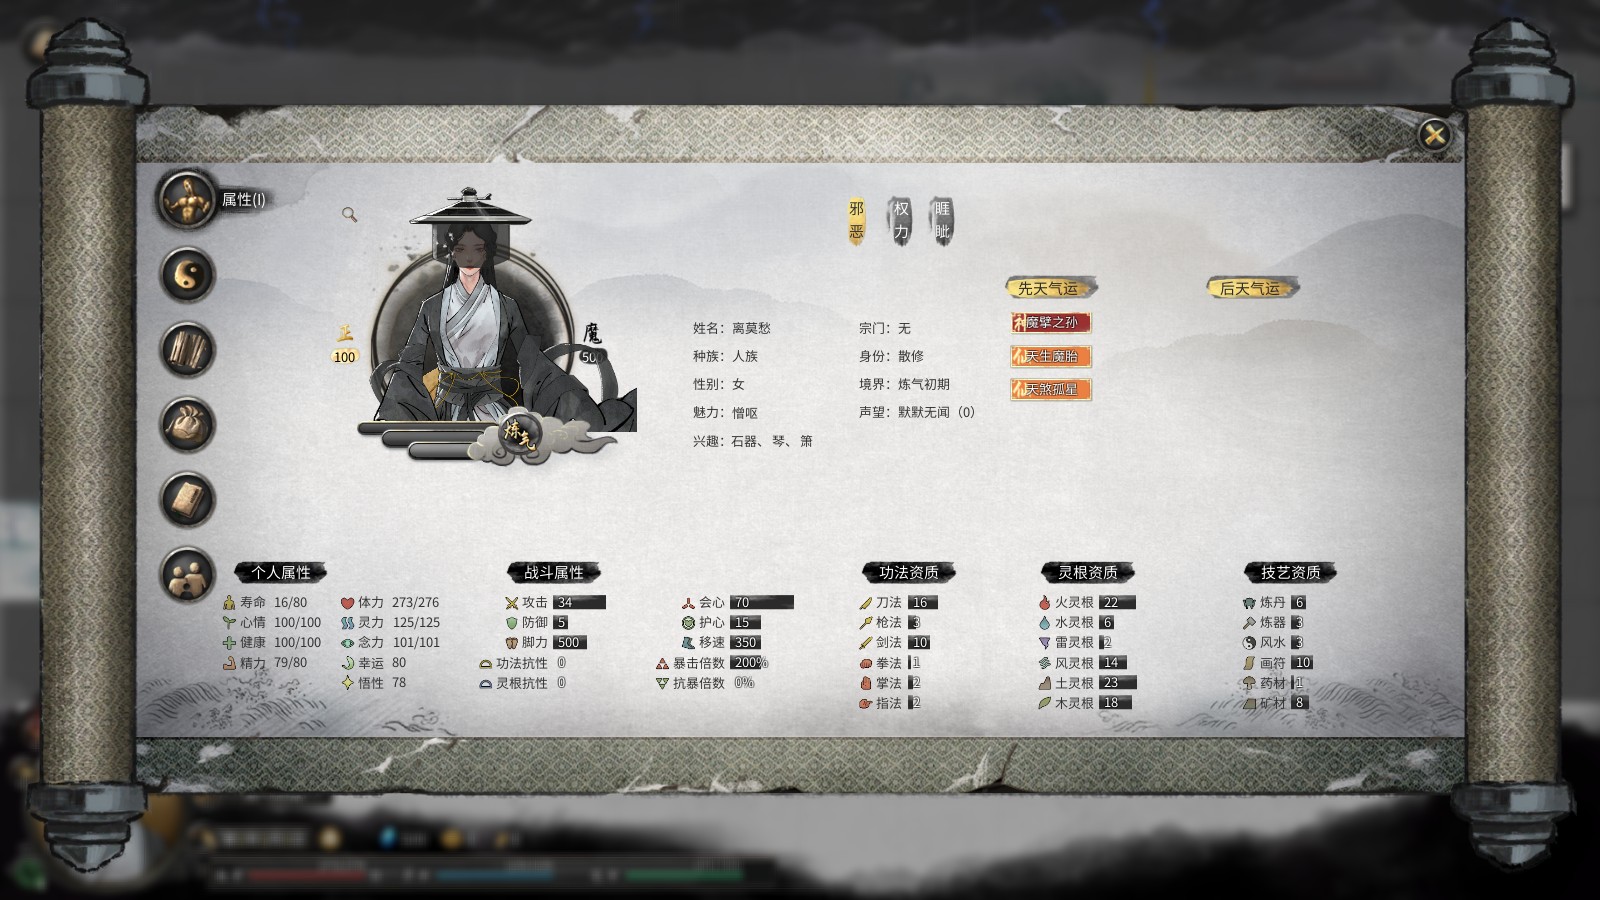 属性(I)
邪恶
权力
睚眦
正
100
魔
500
炼气
姓名：离莫愁
种族：人族
性别：女
魅力：憎呕
兴趣：石器、琴、箫
宗门：无
身份：散修
境界：炼气初期
声望：默默无闻（0）
先天气运
魔擘之孙
天生魔胎
天煞孤星
后天气运
个人属性
寿命 16/80
心情 100/100
健康 100/100
精力 79/80
体力 273/276
灵力 125/125
念力 101/101
幸运 80
悟性 78
战斗属性
攻击 34
防御 5
脚力 500
功法抗性 0
灵根抗性 0
会心 70
护心 15
移速 350
暴击倍数 200%
抗暴倍数 0%
功法资质
刀法 16
枪法 3
剑法 10
拳法 1
掌法 2
指法 2
灵根资质
火灵根 22
水灵根 6
雷灵根 2
风灵根 14
土灵根 23
木灵根 18
技艺资质
炼丹 6
炼器 3
风水 3
画符 10
药材 1
矿材 8